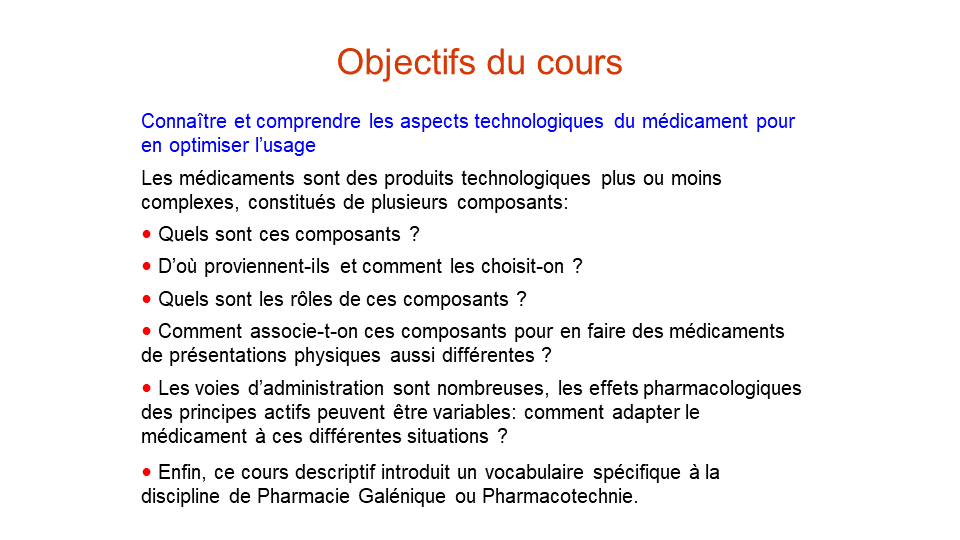 Objectifs du cours
Connaître et comprendre les aspects technologiques du médicament pour
en optimiser l’usage
Les médicaments sont des produits technologiques plus ou moins
complexes, constitués de plusieurs composants:
• Quels sont ces composants ?
• D’où proviennent-ils et comment les choisit-on ?
• Quels sont les rôles de ces composants ?
• Comment associe-t-on ces composants pour en faire des médicaments
de présentations physiques aussi différentes ?
• Les voies d’administration sont nombreuses, les effets pharmacologiques
des principes actifs peuvent être variables: comment adapter le
médicament à ces différentes situations ?
• Enfin, ce cours descriptif introduit un vocabulaire spécifique à la
discipline de Pharmacie Galénique ou Pharmacotechnie.